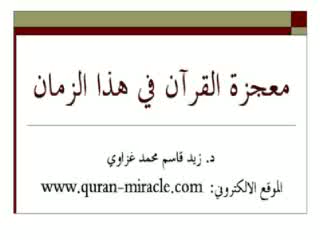 معجزة القرآن في هذا الزمان
د. زيد قاسم محمد غزاوي
الموقع الالكتروني: www.quran-miracle.com